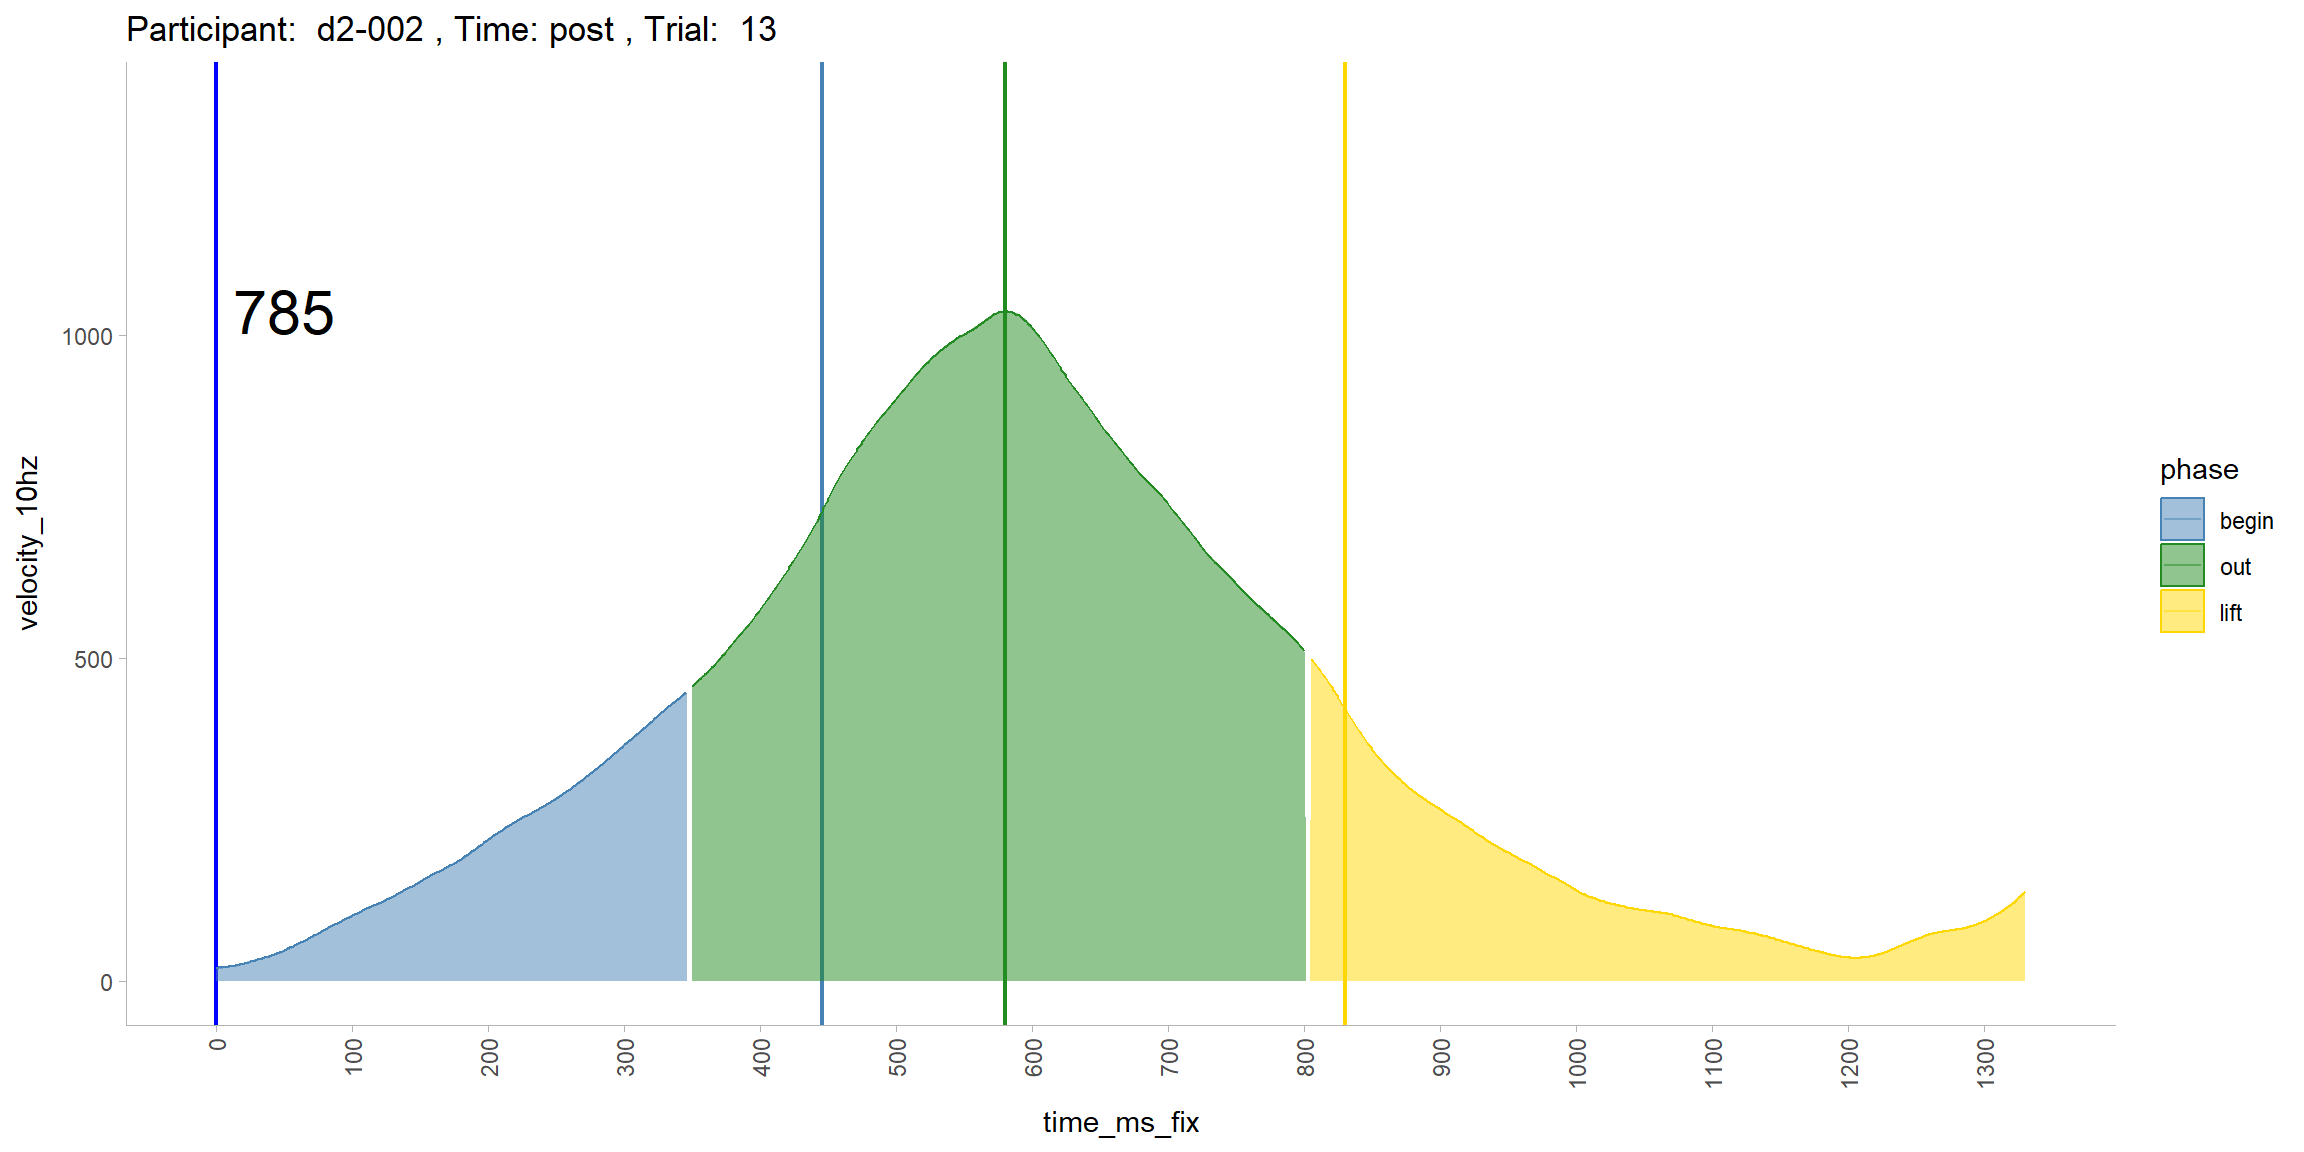 Participant:  d2-002 , Time: post , Trial:  13
785
1000
500
0
velocity_10hz
0
100
200
300
400
500
600
700
800
900
1000
1100
1200
1300
time_ms_fix
phase
begin
out
lift